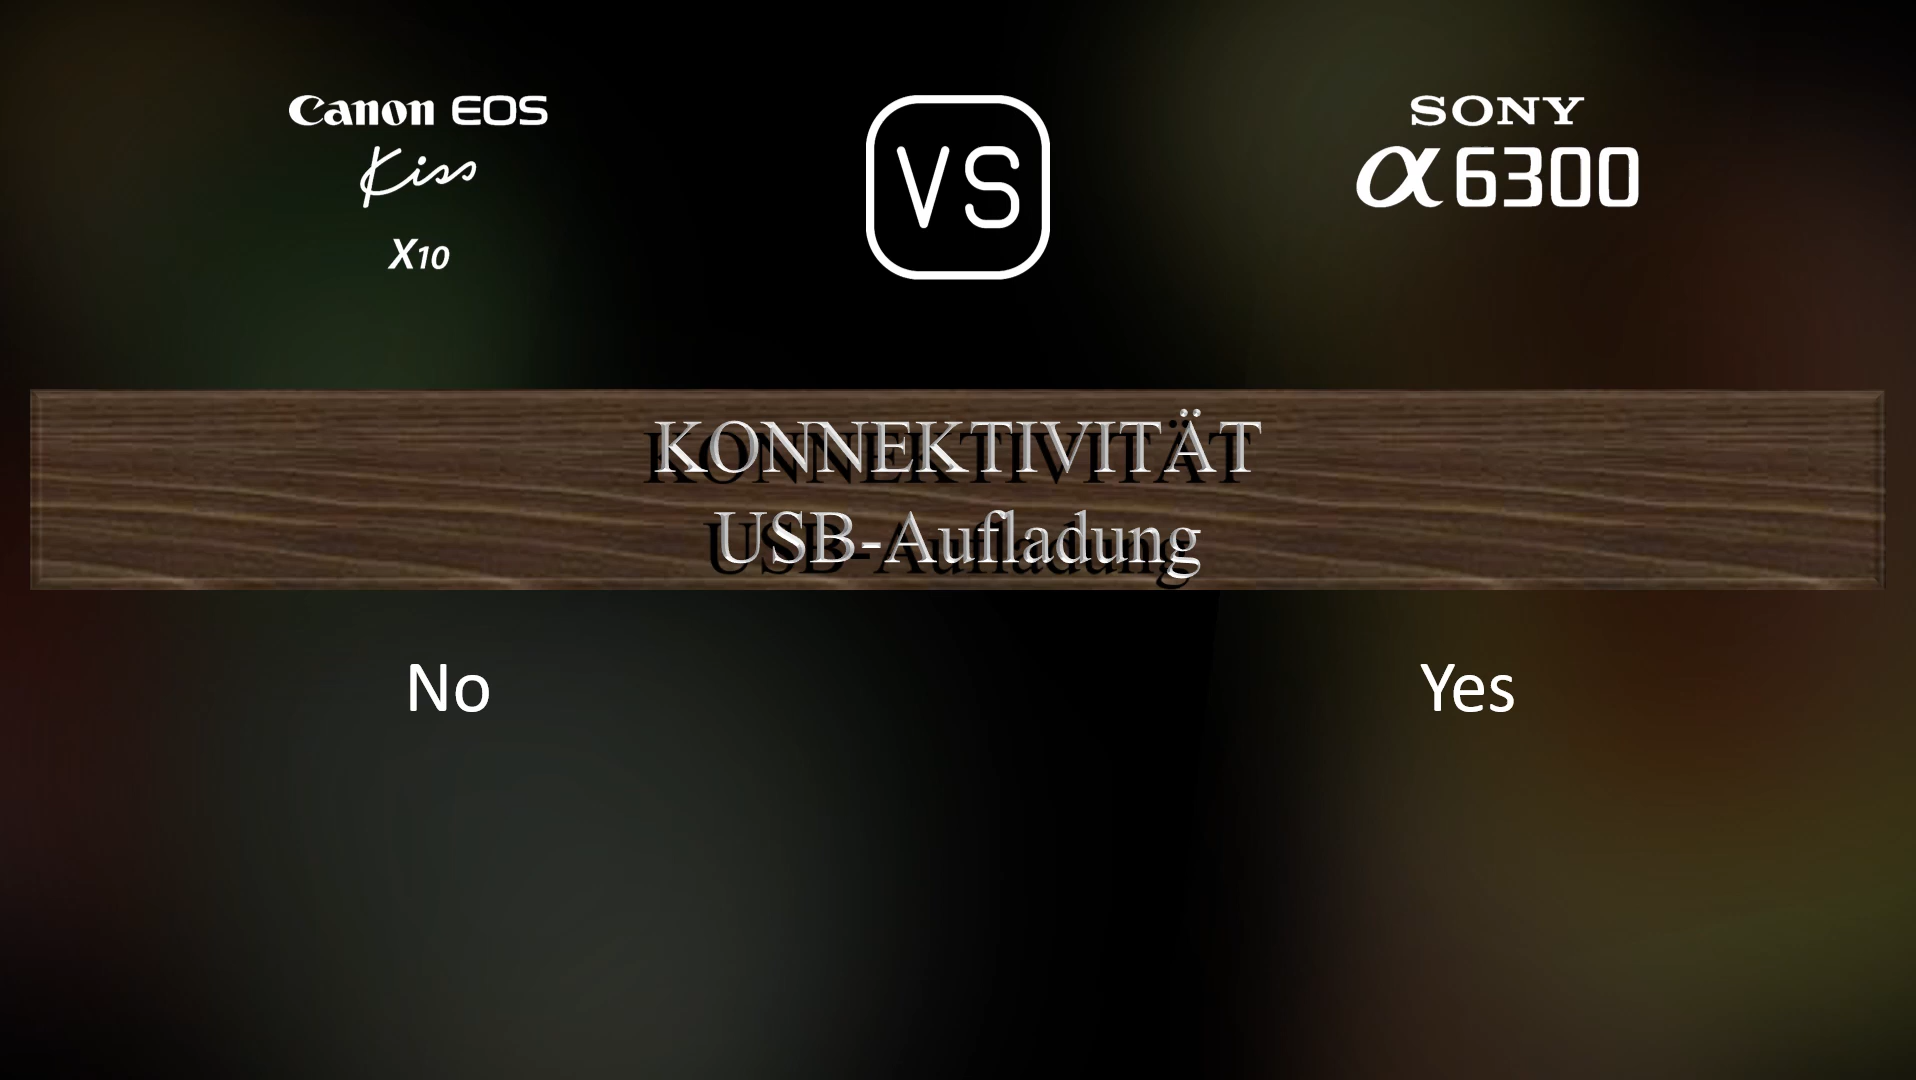 Canon EOS
Kiss
X10
VS
SONY
α6300
KONNEKTIVITÄT
USB-Aufladung
No
Yes